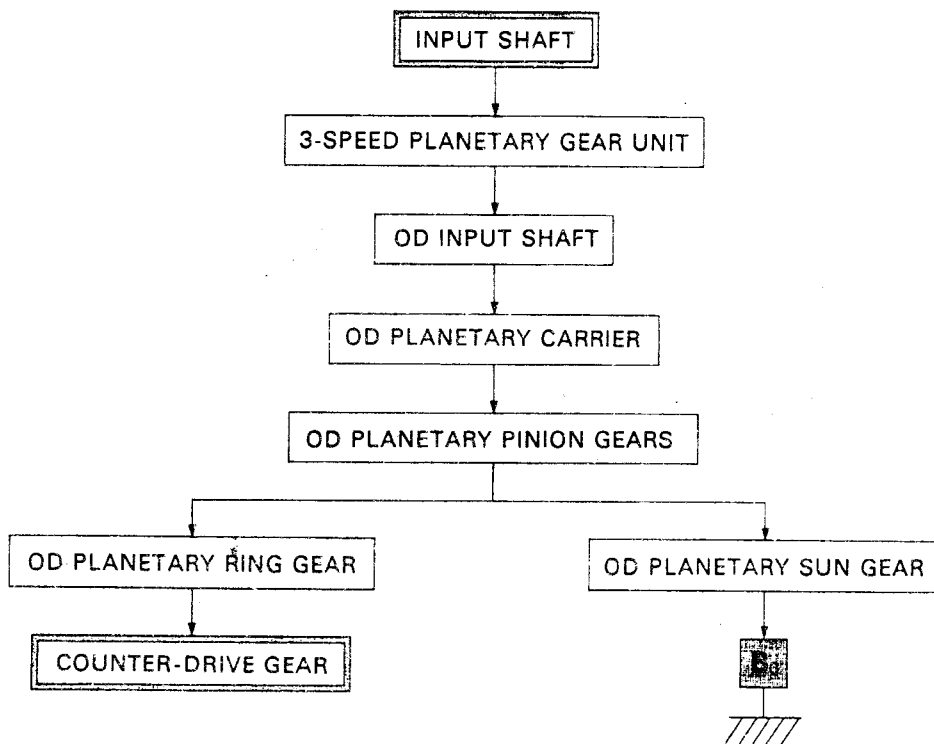 INPUT SHAFT
3-SPEED PLANETARY GEAR UNIT
OD INPUT SHAFT
OD PLANETARY CARRIER
OD PLANETARY PINION GEARS
OD PLANETARY RING GEAR
OD PLANETARY SUN GEAR
COUNTER-DRIVE GEAR
B₀